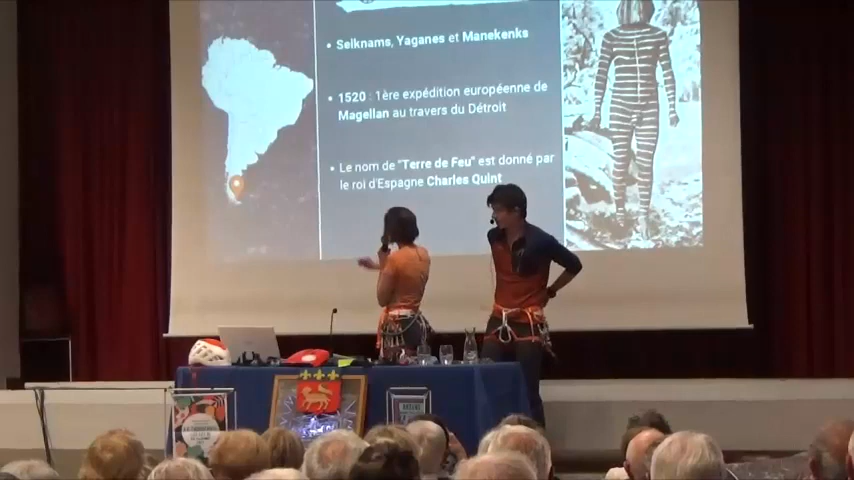 • Selknams, Yaganes et Manekenks
• 1520 : 1ère expédition européenne de
Magellan au travers du Détroit
• Le nom de "Terre de Feu" est donné par
le roi d'Espagne Charles Quint